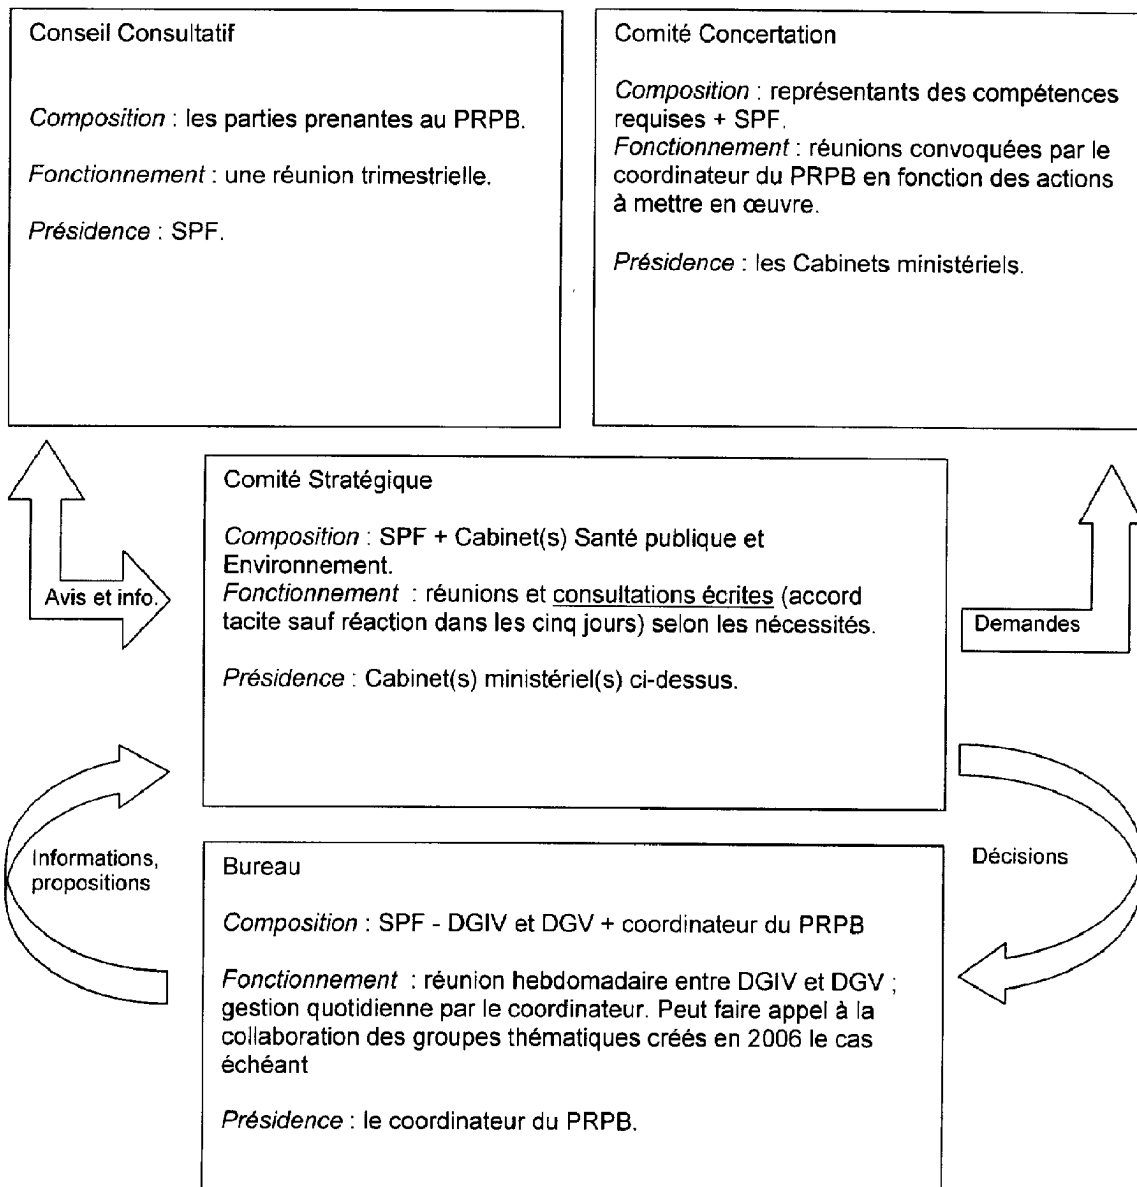 Conseil Consultatif
Composition : les parties prenantes au PRPB.
Fonctionnement : une réunion trimestrielle.
Présidence : SPF.
Comité Concertation
Composition : représentants des compétences
requises + SPF.
Fonctionnement : réunions convoquées par le
coordinateur du PRPB en fonction des actions
à mettre en œuvre.
Présidence : les Cabinets ministériels.
Avis et info.
Comité Stratégique
Composition : SPF + Cabinet(s) Santé publique et
Environnement.
Fonctionnement : réunions et consultations écrites (accord
tacite sauf réaction dans les cinq jours) selon les nécessités.
Présidence : Cabinet(s) ministériel(s) ci-dessus.
Demandes
Informations,
propositions
Bureau
Composition : SPF - DGIV et DGV + coordinateur du PRPB
Fonctionnement : réunion hebdomadaire entre DGIV et DGV ;
gestion quotidienne par le coordinateur. Peut faire appel à la
collaboration des groupes thématiques créés en 2006 le cas
échéant
Présidence : le coordinateur du PRPB.
Décisions